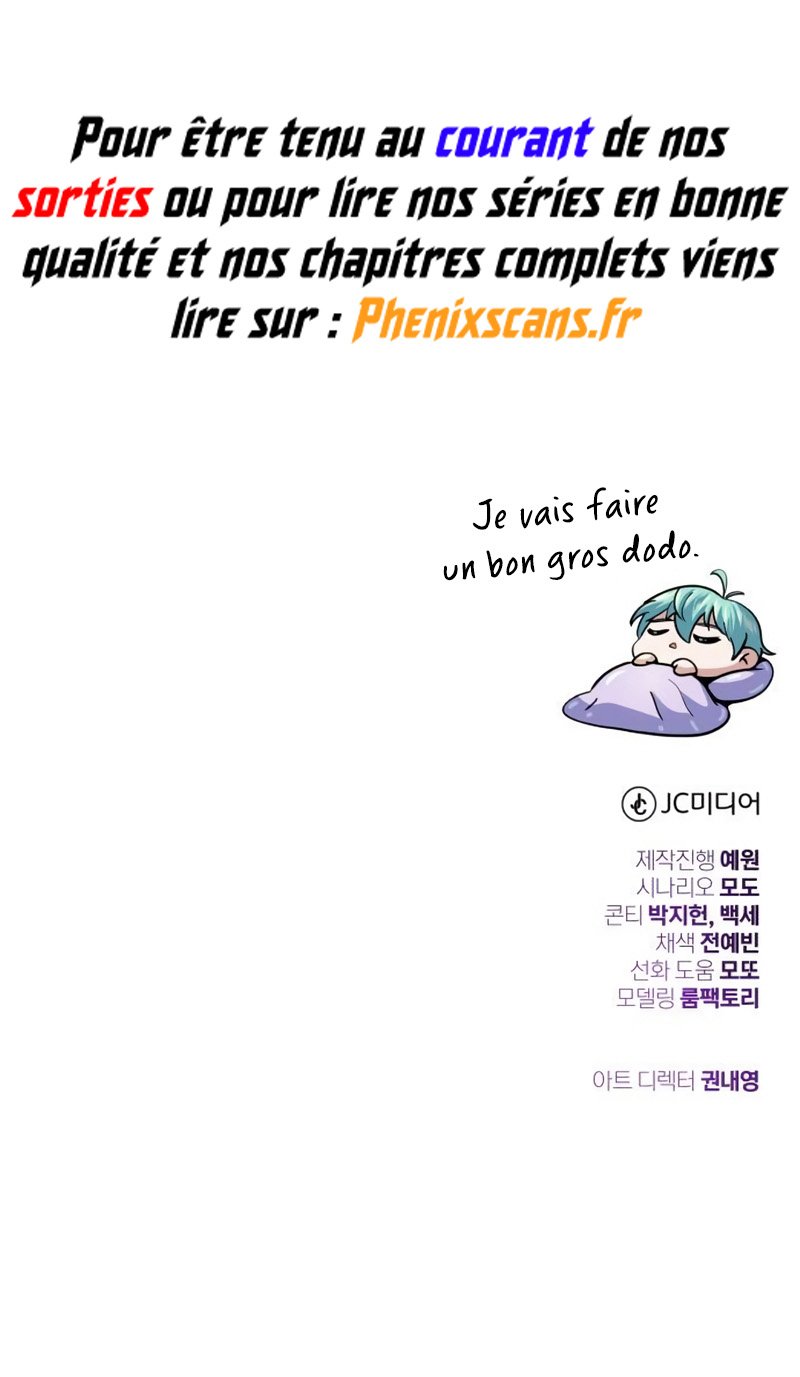 Pour être tenu au courant de nos
sorties ou pour lire nos séries en bonne
qualité et nos chapitres complets viens
lire sur : Phenixscans.fr
Je vais faire
un bon gros dodo.
JC미디어
제작진행 예원
시나리오 모도
콘티 박지헌, 백세
채색 전예빈
선화 도움 모또
모델링 룸팩토리
아트 디렉터 권내영